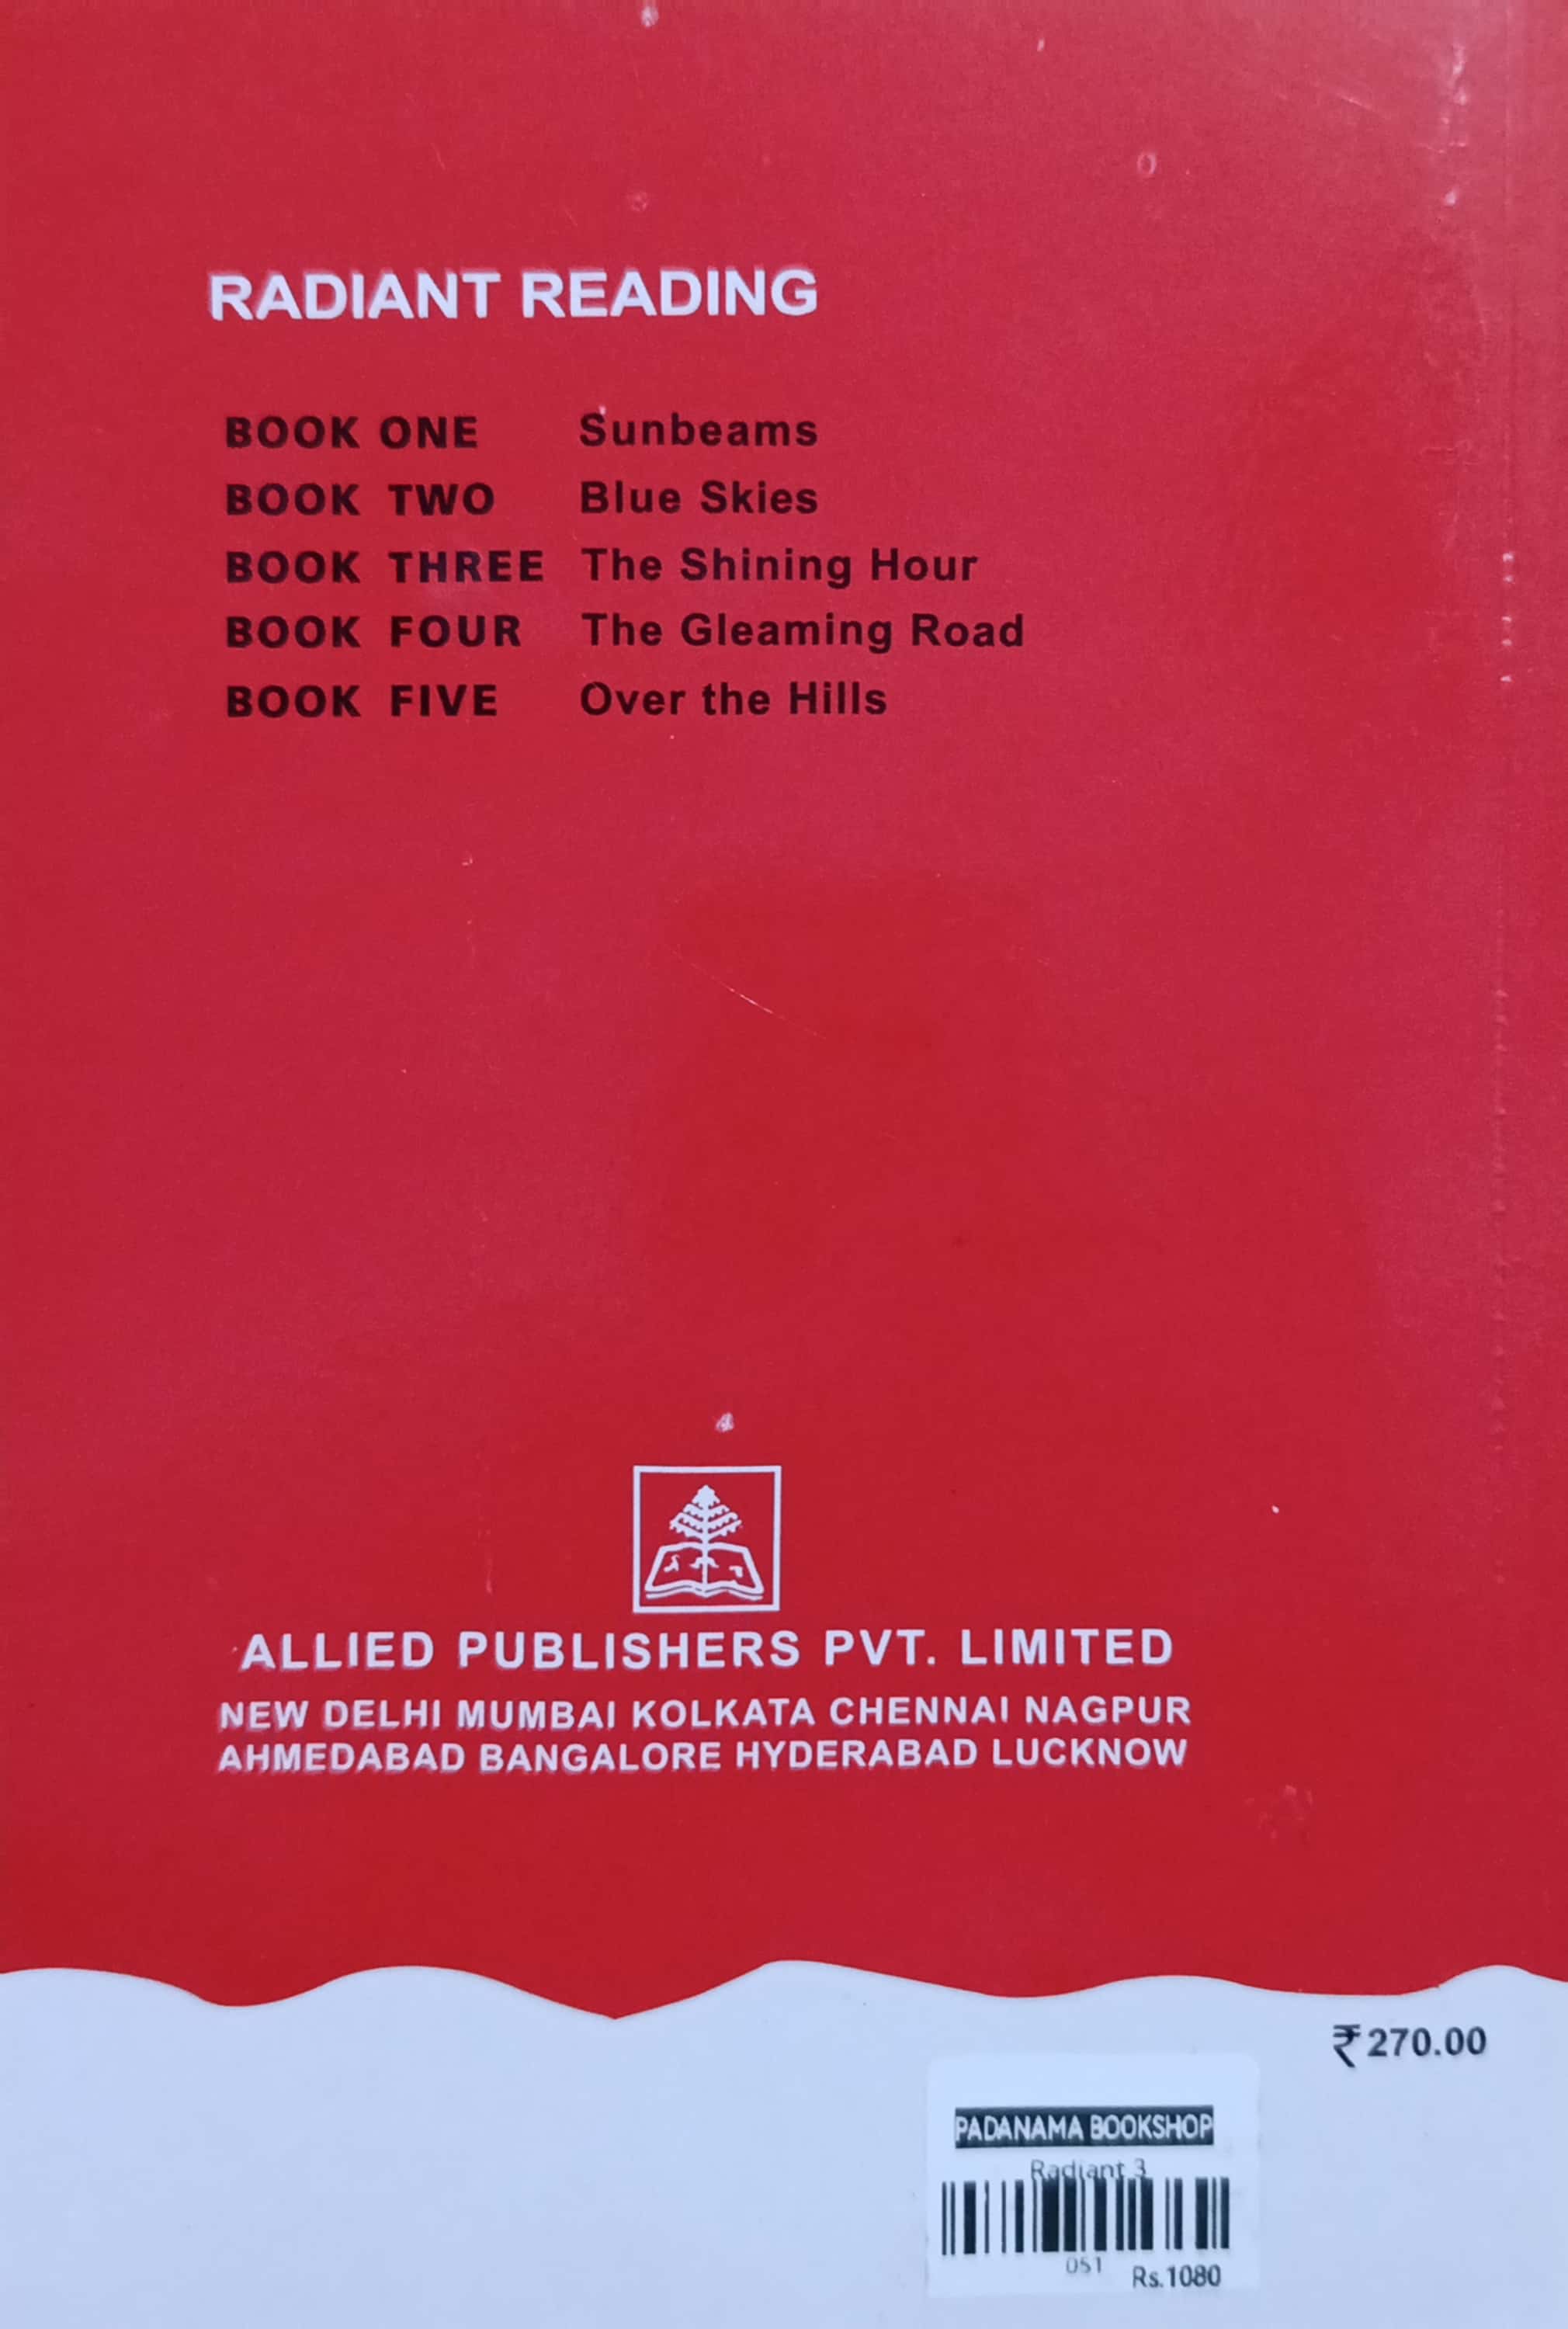 RADIANT READING
BOOK ONE Sunbeams
BOOK TWO Blue Skies
BOOK THREE The Shining Hour
BOOK FOUR The Gleaming Road
BOOK FIVE Over the Hills
ALLIED PUBLISHERS PVT. LIMITED
NEW DELHI MUMBAI KOLKATA CHENNAI NAGPUR
AHMEDABAD BANGALORE HYDERABAD LUCKNOW
₹270.00
PADANAMA BOOKSHOP
Radiant 3
051
Rs.1080